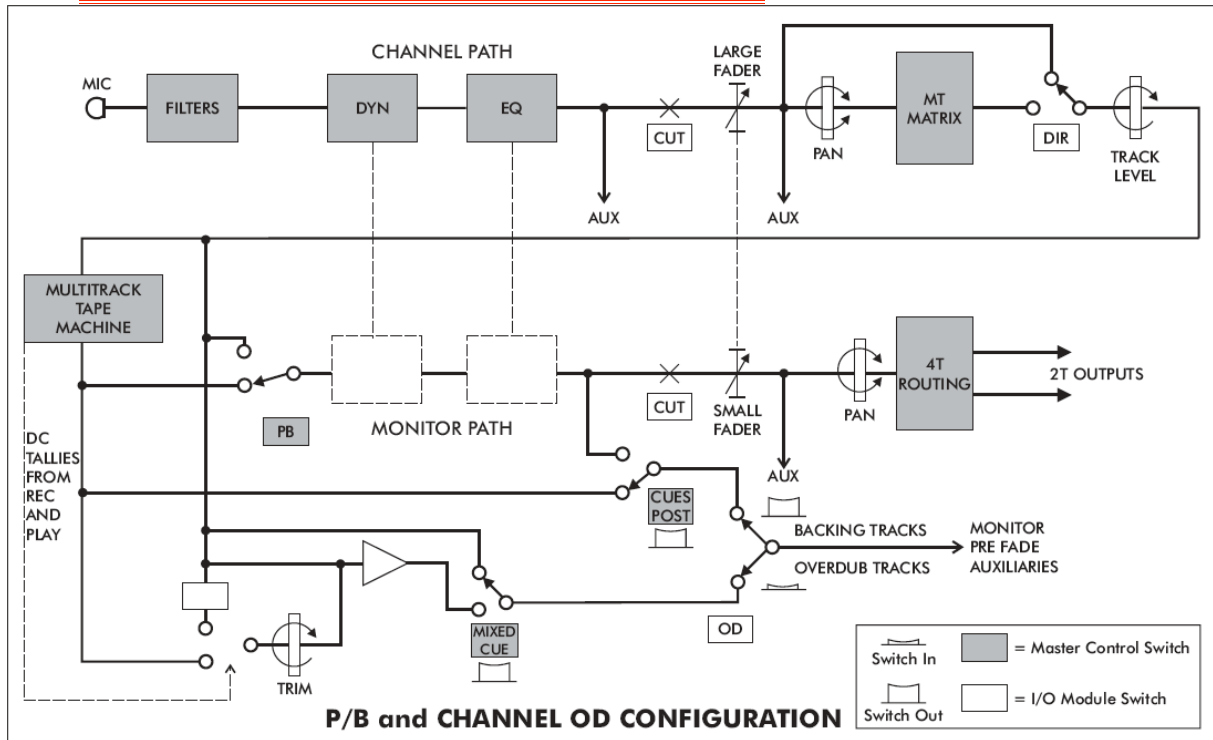 CHANNEL PATH
LARGE
FADER
MIC
FILTERS
DYN
EQ
CUT
PAN
MT
MATRIX
DIR
TRACK
LEVEL
AUX
AUX
MULTITRACK
TAPE
MACHINE
PB
MONITOR PATH
CUT
SMALL
FADER
PAN
4T
ROUTING
2T OUTPUTS
DC
TALLIES
FROM
REC
AND
PLAY
AUX
CUES
POST
BACKING TRACKS
OVERDUB TRACKS
MONITOR
PRE FADE
AUXILIARIES
OD
MIXED
CUE
TRIM
Switch In
= Master Control Switch
Switch Out
= I/O Module Switch
P/B and CHANNEL OD CONFIGURATION